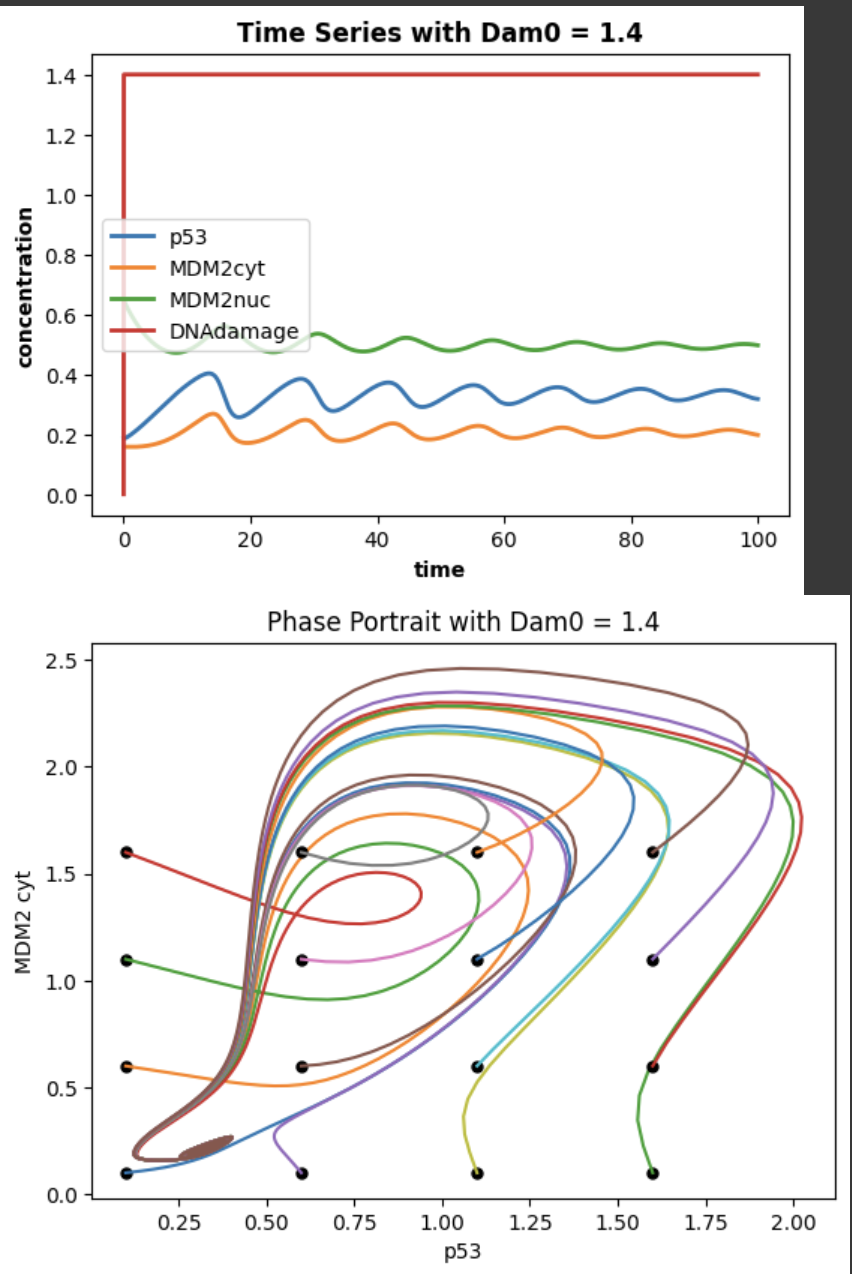 Time Series with Dam0 = 1.4
concentration
1.4
1.2
1.0
0.8
0.6
0.4
0.2
0.0
p53
MDM2cyt
MDM2nuc
DNAdamage
0 20 40 60 80 100
time
Phase Portrait with Dam0 = 1.4
MDM2 cyt
2.5
2.0
1.5
1.0
0.5
0.0
0.25 0.50 0.75 1.00 1.25 1.50 1.75 2.00
p53